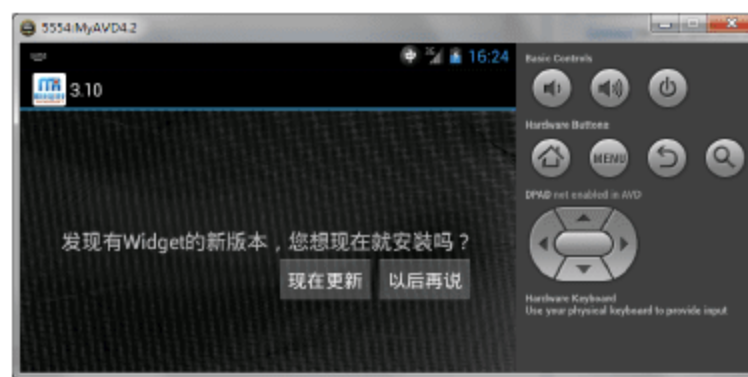 5554:MyAVD4.2
3G
16:24
3.10
发现有Widget的新版本，您想现在就安装吗？
现在更新
以后再说
Basic Controls
Hardware Buttons
MENU
DPAD not enabled in AVD
Hardware Keyboard
Use your physical keyboard to provide input